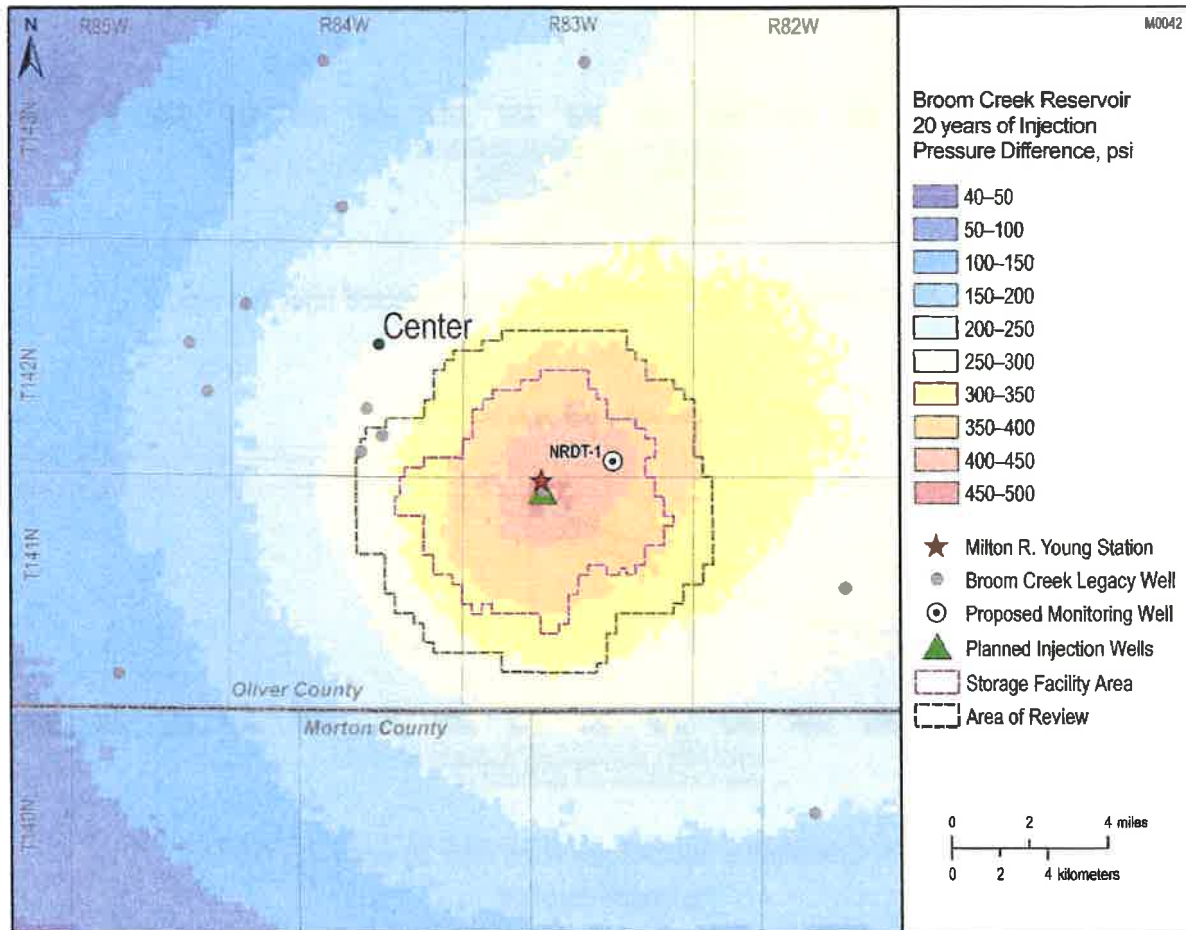 N
R85W
R84W
R83W
R82W
T143N
Center
T142N
NRDT-1
T141N
Oliver County
Morton County
T140N
M0042
Broom Creek Reservoir
20 years of Injection
Pressure Difference, psi
40–50
50–100
100–150
150–200
200–250
250–300
300–350
350–400
400–450
450–500
Milton R. Young Station
Broom Creek Legacy Well
Proposed Monitoring Well
Planned Injection Wells
Storage Facility Area
Area of Review
0 2 4 miles
0 2 4 kilometers